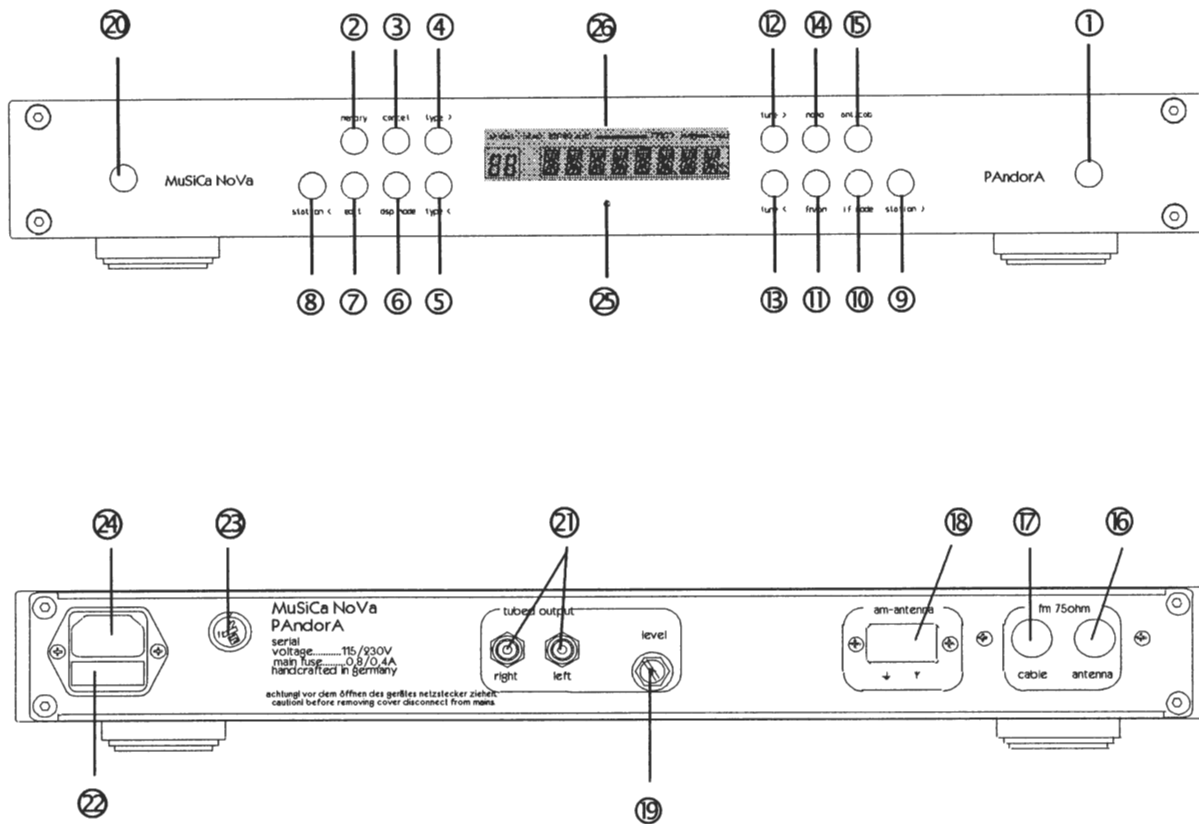 20 2 3 4 26 12 14 15 1
memory cancel type > tune > mono ant/cab
88
MuSiCa NoVa PAndorA
station < edit dsp mode type < tune < fm/am if mode station >
8 7 6 5 25 13 11 10 9
24 23 21 18 17 16
MuSiCa NoVa
PAndorA
serial
voltage..........115/230V
main fuse........0,8/0,4A
handcrafted in germany
achtung! vor dem öffnen des gerätes netzstecker ziehen.
caution! before removing cover disconnect from mains
tubed output
level
right left
am-antenna
fm 75ohm
cable antenna
22 19